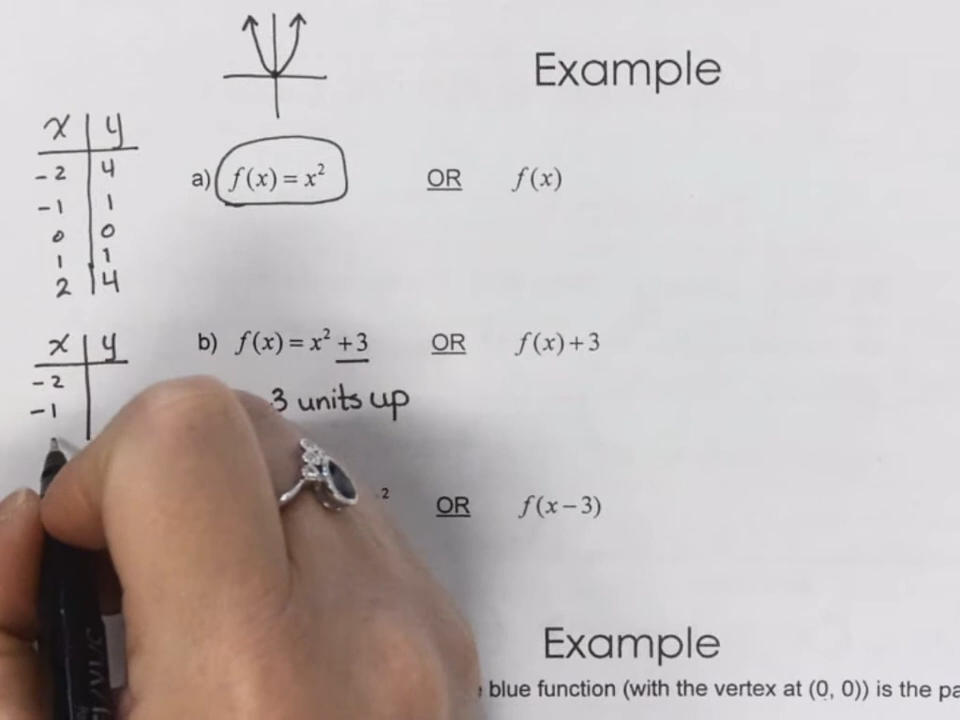 Example
x y
-2 4
-1 1
0 0
1 1
2 4
a) f(x) = x² OR f(x)
x y
-2
-1
b) f(x) = x² +3 OR f(x)+3
3 units up
² OR f(x−3)
Example
blue function (with the vertex at (0, 0)) is the